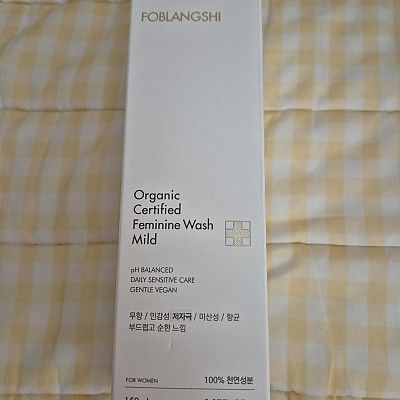 FOBLANGSHI
Organic
Certified
Feminine Wash
Mild
pH BALANCED
DAILY SENSITIVE CARE
GENTLE VEGAN
무향 / 민감성 저자극 / 미산성 / 항균
부드럽고 순한 느낌
FOR WOMEN
100% 천연성분